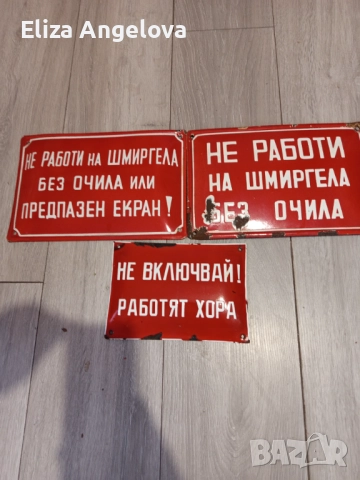 Eliza Angelova
НЕ РАБОТИ НА ШМИРГЕЛА
БЕЗ ОЧИЛА ИЛИ
ПРЕДПАЗЕН ЕКРАН!
НЕ РАБОТИ
НА ШМИРГЕЛА
БЕЗ ОЧИЛА
НЕ ВКЛЮЧВАЙ!
РАБОТЯТ ХОРА
BAZAR